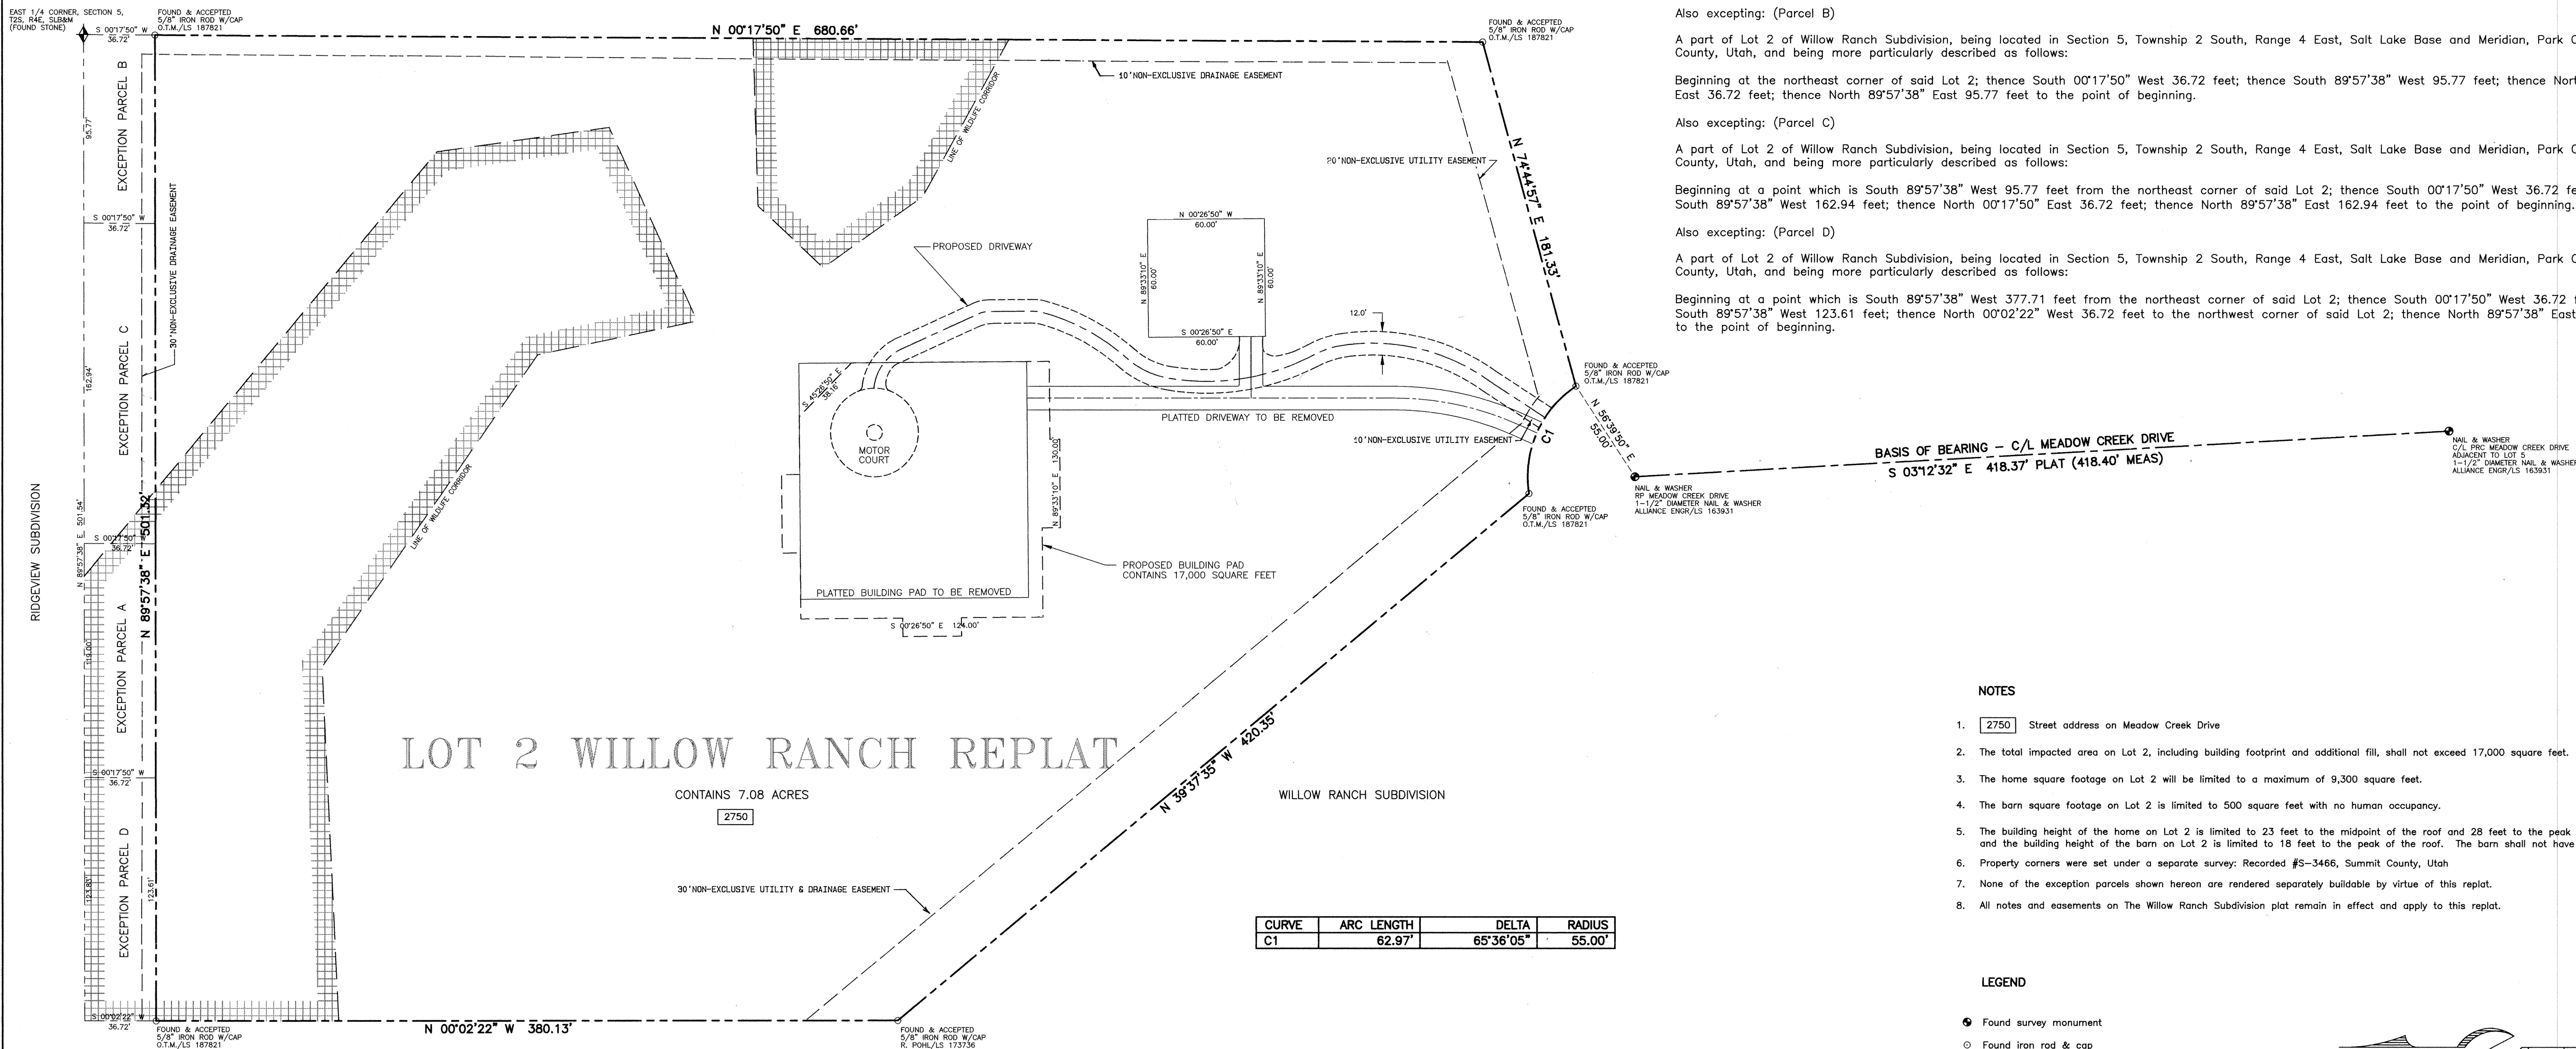 EAST 1/4 CORNER, SECTION 5,
T2S, R4E, SLB&M
(FOUND STONE)
S 00°17'50" W
36.72'
FOUND & ACCEPTED
5/8" IRON ROD W/CAP
O.T.M./LS 187821
N 00°17'50" E 680.66'
FOUND & ACCEPTED
5/8" IRON ROD W/CAP
O.T.M./LS 187821
10' NON-EXCLUSIVE DRAINAGE EASEMENT
LINE OF WILDLIFE CORRIDOR
20' NON-EXCLUSIVE UTILITY EASEMENT
N 74°44'57" E 181.33'
EXCEPTION PARCEL B
95.77'
S 00°17'50" W
36.72'
30' NON-EXCLUSIVE DRAINAGE EASEMENT
EXCEPTION PARCEL C
162.94'
PROPOSED DRIVEWAY
N 00°26'50" W
60.00'
N 89°33'10" E
60.00'
N 89°33'10" E
60.00'
S 00°26'50" E
60.00'
12.0'
S 45°26'50" E
38.16'
MOTOR
COURT
PLATTED DRIVEWAY TO BE REMOVED
10' NON-EXCLUSIVE UTILITY EASEMENT
C1
FOUND & ACCEPTED
5/8" IRON ROD W/CAP
O.T.M./LS 187821
N 56°39'50" E
55.00'
BASIS OF BEARING - C/L MEADOW CREEK DRIVE
S 03°12'32" E 418.37' PLAT (418.40' MEAS)
NAIL & WASHER
C/L PRC MEADOW CREEK DRIVE
ADJACENT TO LOT 5
1-1/2" DIAMETER NAIL & WASHER
ALLIANCE ENGR/LS 163931
NAIL & WASHER
RP MEADOW CREEK DRIVE
1-1/2" DIAMETER NAIL & WASHER
ALLIANCE ENGR/LS 163931
FOUND & ACCEPTED
5/8" IRON ROD W/CAP
O.T.M./LS 187821
N 89°33'10" E 130.00'
RIDGEVIEW SUBDIVISION
N 89°57'38" E 501.54'
S 00°17'50" W
36.72'
N 89°57'38" E 501.32'
LINE OF WILDLIFE CORRIDOR
PROPOSED BUILDING PAD
CONTAINS 17,000 SQUARE FEET
PLATTED BUILDING PAD TO BE REMOVED
S 00°26'50" E 124.00'
EXCEPTION PARCEL A
119.00'
S 00°17'50" W
36.72'
LOT 2 WILLOW RANCH REPLAT
CONTAINS 7.08 ACRES
2750
N 39°37'35" W 420.35'
WILLOW RANCH SUBDIVISION
EXCEPTION PARCEL D
123.83'
123.61'
30' NON-EXCLUSIVE UTILITY & DRAINAGE EASEMENT
S 00°02'22" W
36.72'
FOUND & ACCEPTED
5/8" IRON ROD W/CAP
O.T.M./LS 187821
N 00°02'22" W 380.13'
FOUND & ACCEPTED
5/8" IRON ROD W/CAP
R. POHL/LS 173736
CURVE ARC LENGTH DELTA RADIUS
C1 62.97' 65°36'05" 55.00'
Also excepting: (Parcel B)
A part of Lot 2 of Willow Ranch Subdivision, being located in Section 5, Township 2 South, Range 4 East, Salt Lake Base and Meridian, Park
County, Utah, and being more particularly described as follows:
Beginning at the northeast corner of said Lot 2; thence South 00°17'50" West 36.72 feet; thence South 89°57'38" West 95.77 feet; thence
East 36.72 feet; thence North 89°57'38" East 95.77 feet to the point of beginning.
Also excepting: (Parcel C)
A part of Lot 2 of Willow Ranch Subdivision, being located in Section 5, Township 2 South, Range 4 East, Salt Lake Base and Meridian, Park
County, Utah, and being more particularly described as follows:
Beginning at a point which is South 89°57'38" West 95.77 feet from the northeast corner of said Lot 2; thence South 00°17'50" West 36.72
South 89°57'38" West 162.94 feet; thence North 00°17'50" East 36.72 feet; thence North 89°57'38" East 162.94 feet to the point of beginning.
Also excepting: (Parcel D)
A part of Lot 2 of Willow Ranch Subdivision, being located in Section 5, Township 2 South, Range 4 East, Salt Lake Base and Meridian, Park
County, Utah, and being more particularly described as follows:
Beginning at a point which is South 89°57'38" West 377.71 feet from the northeast corner of said Lot 2; thence South 00°17'50" West 36.72
South 89°57'38" West 123.61 feet; thence North 00°02'22" West 36.72 feet to the northwest corner of said Lot 2; thence North 89°57'38" East
to the point of beginning.
NOTES
1. 2750 Street address on Meadow Creek Drive
2. The total impacted area on Lot 2, including building footprint and additional fill, shall not exceed 17,000 square feet.
3. The home square footage on Lot 2 will be limited to a maximum of 9,300 square feet.
4. The barn square footage on Lot 2 is limited to 500 square feet with no human occupancy.
5. The building height of the home on Lot 2 is limited to 23 feet to the midpoint of the roof and 28 feet to the peak
and the building height of the barn on Lot 2 is limited to 18 feet to the peak of the roof. The barn shall not have
6. Property corners were set under a separate survey: Recorded #S-3466, Summit County, Utah
7. None of the exception parcels shown hereon are rendered separately buildable by virtue of this replat.
8. All notes and easements on The Willow Ranch Subdivision plat remain in effect and apply to this replat.
LEGEND
Found survey monument
Found iron rod & cap